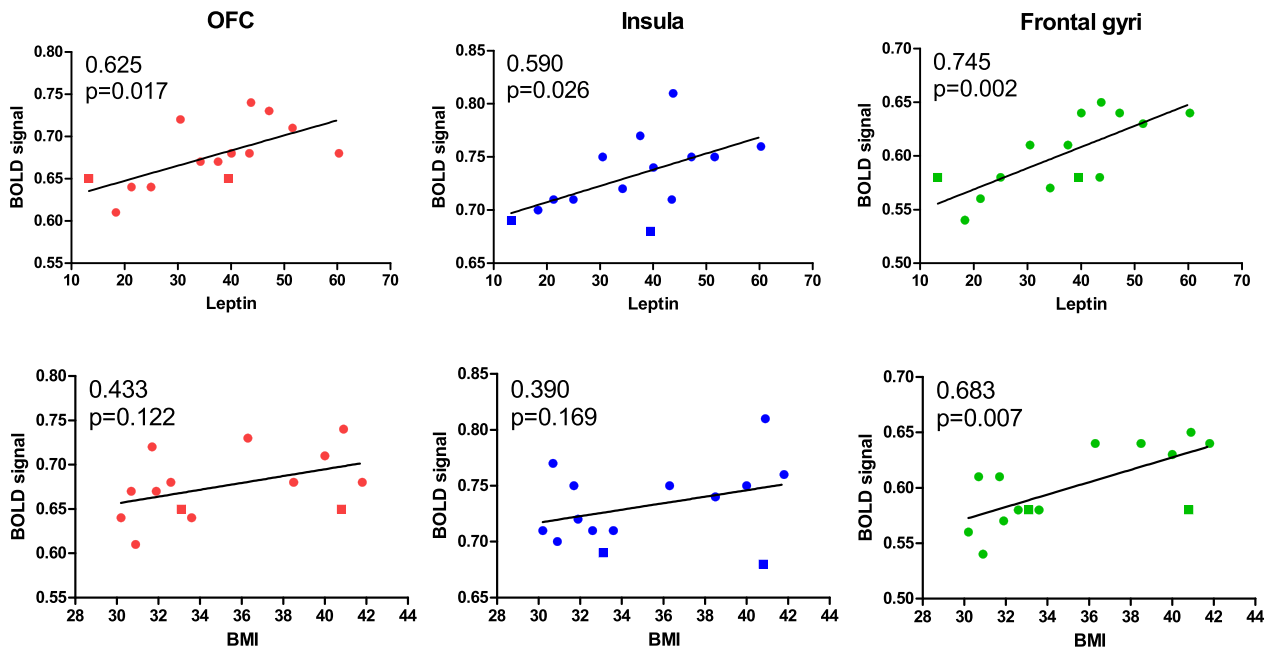 OFC
0.625
p=0.017
BOLD signal
0.80
0.75
0.70
0.65
0.60
0.55
10 20 30 40 50 60 70
Leptin
Insula
0.590
p=0.026
BOLD signal
0.85
0.80
0.75
0.70
0.65
10 20 30 40 50 60 70
Leptin
Frontal gyri
0.745
p=0.002
BOLD signal
0.70
0.65
0.60
0.55
0.50
10 20 30 40 50 60 70
Leptin
0.433
p=0.122
BOLD signal
0.80
0.75
0.70
0.65
0.60
0.55
28 30 32 34 36 38 40 42 44
BMI
0.390
p=0.169
BOLD signal
0.85
0.80
0.75
0.70
0.65
28 30 32 34 36 38 40 42 44
BMI
0.683
p=0.007
BOLD signal
0.70
0.65
0.60
0.55
0.50
28 30 32 34 36 38 40 42 44
BMI